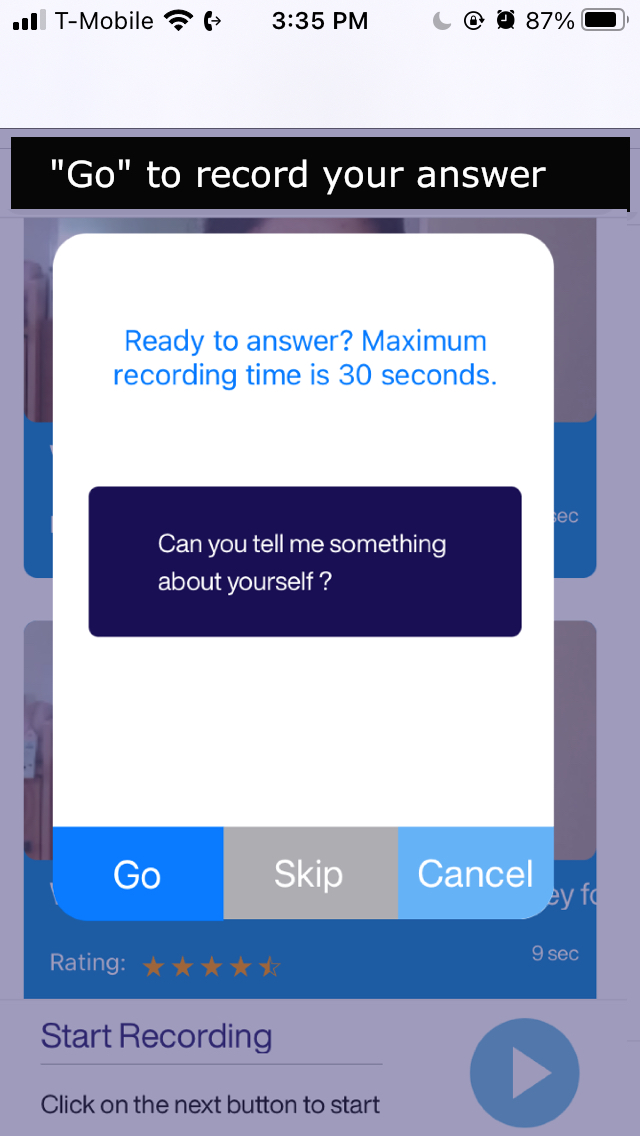 T-Mobile 3:35 PM 87%
"Go" to record your answer
Ready to answer? Maximum
recording time is 30 seconds.
sec
Can you tell me something
about yourself ?
Go Skip Cancel
Rating: 9 sec
Start Recording
Click on the next button to start